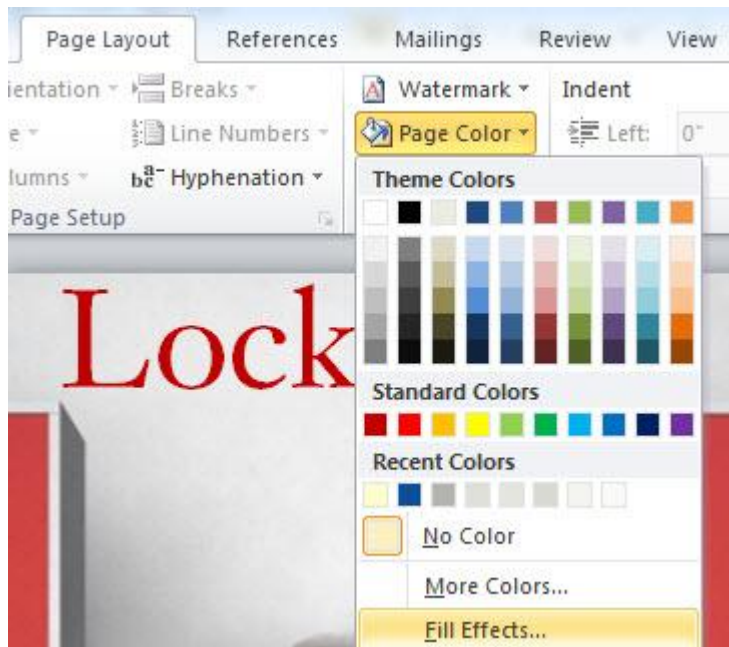 Page Layout References Mailings Review View
ientation Breaks Watermark Indent
e Line Numbers Page Color Left: 0"
lumns Hyphenation
Page Setup
Theme Colors
Lock
Standard Colors
Recent Colors
No Color
More Colors...
Fill Effects...